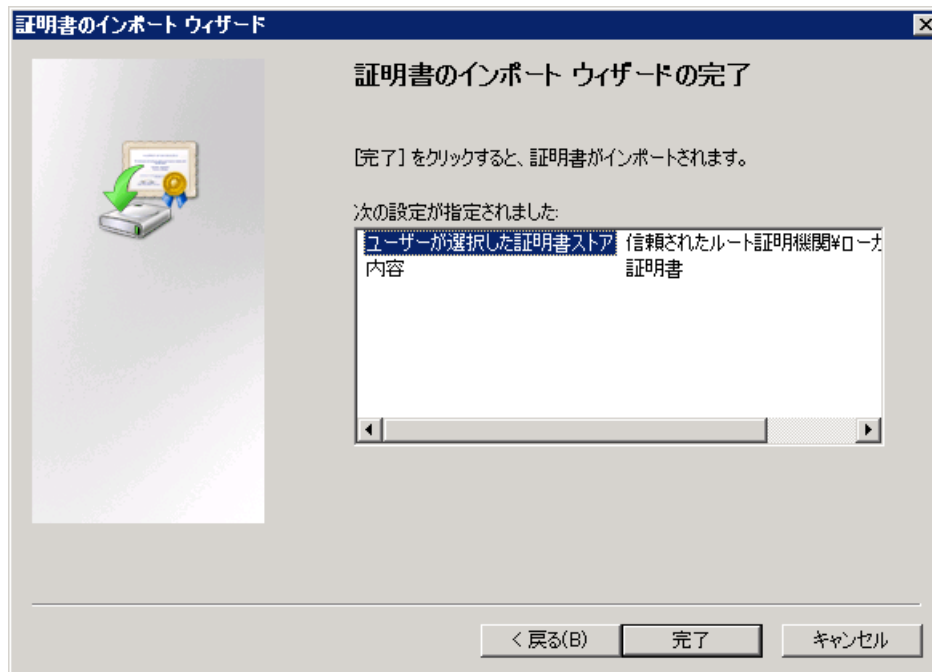 証明書のインポート ウィザード
証明書のインポート ウィザードの完了
[完了] をクリックすると、証明書がインポートされます。
次の設定が指定されました:
ユーザーが選択した証明書ストア 信頼されたルート証明機関¥ローカ
内容 証明書
< 戻る(B) 完了 キャンセル